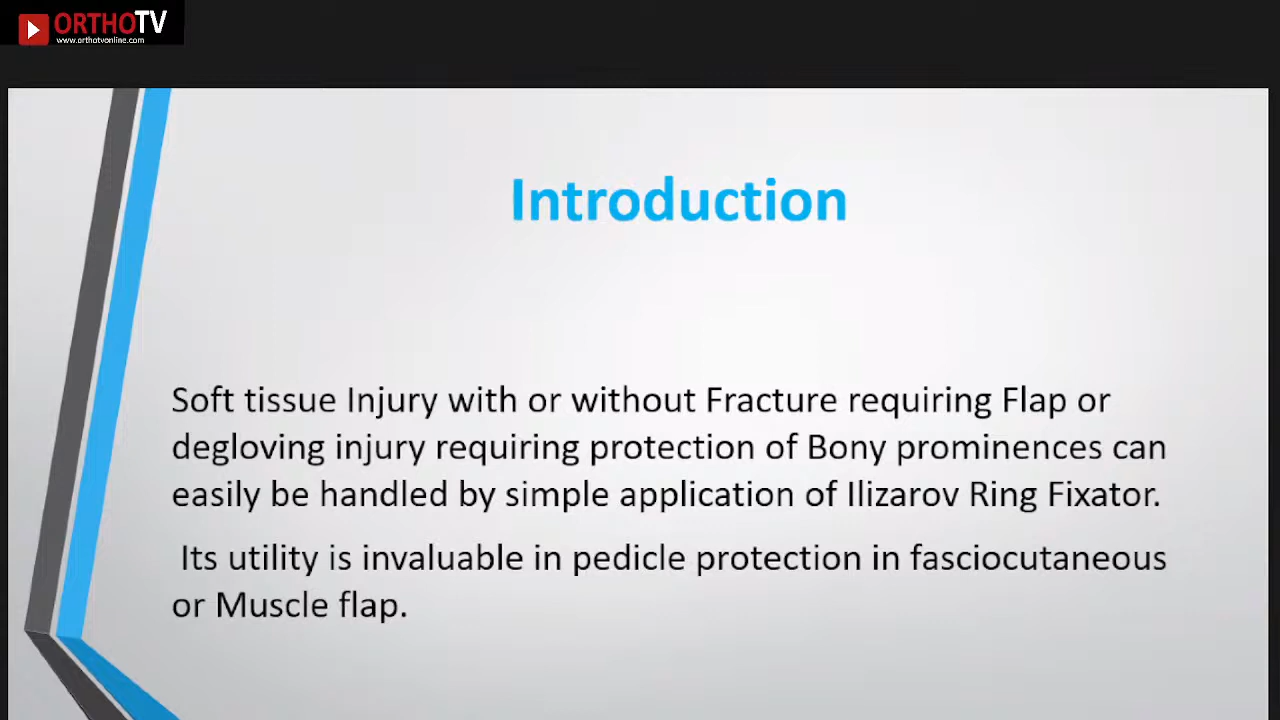 ORTHOTV
www.orthotvonline.com
Introduction
Soft tissue Injury with or without Fracture requiring Flap or
degloving injury requiring protection of Bony prominences can
easily be handled by simple application of Ilizarov Ring Fixator.
Its utility is invaluable in pedicle protection in fasciocutaneous
or Muscle flap.